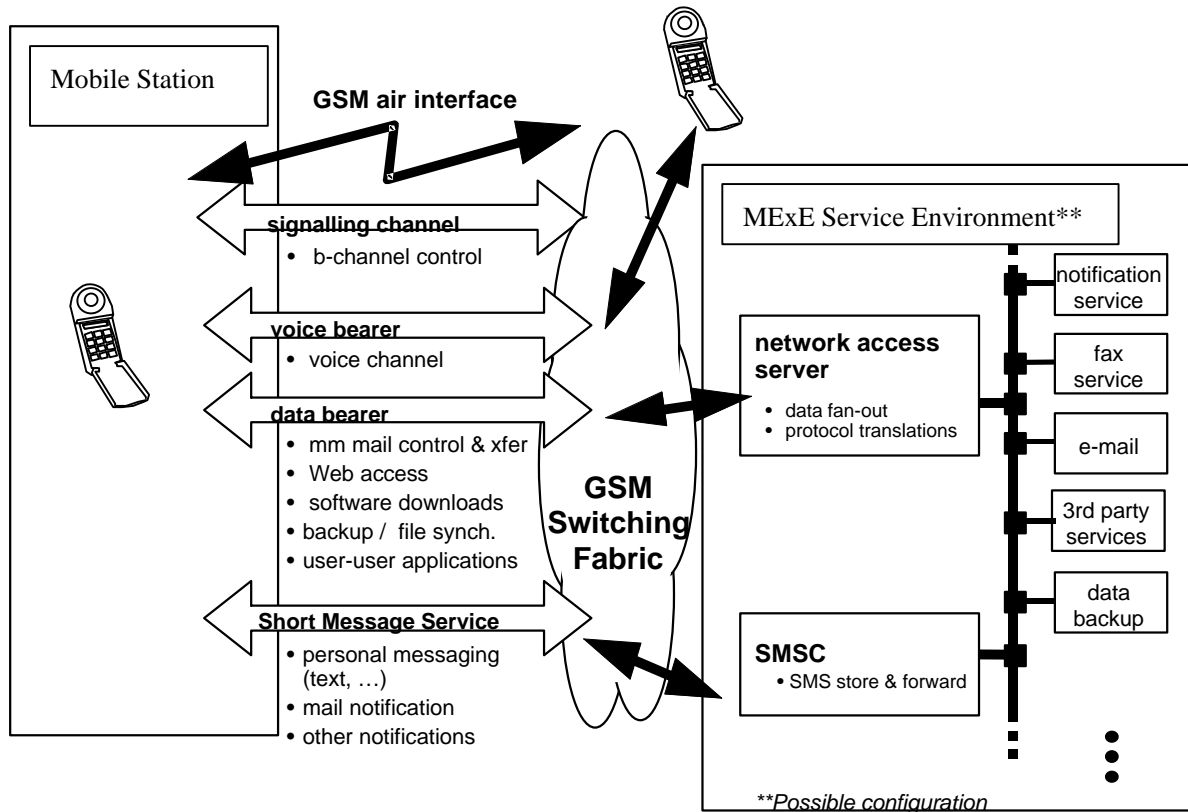 Mobile Station
GSM air interface
signalling channel
• b-channel control
voice bearer
• voice channel
data bearer
• mm mail control & xfer
• Web access
• software downloads
• backup / file synch.
• user-user applications
Short Message Service
• personal messaging
(text, …)
• mail notification
• other notifications
GSM
Switching
Fabric
MExE Service Environment**
network access
server
• data fan-out
• protocol translations
SMSC
• SMS store & forward
notification
service
fax
service
e-mail
3rd party
services
data
backup
**Possible configuration